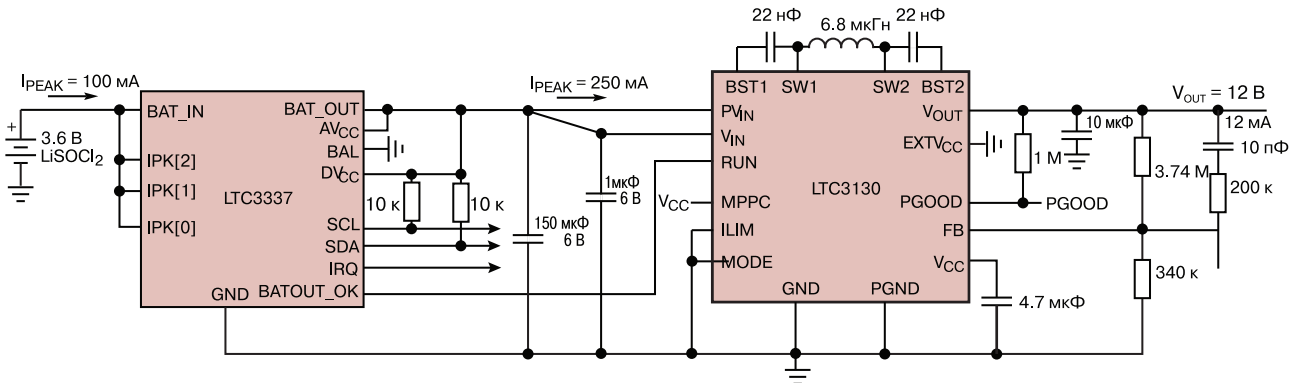 22 нФ
6.8 мкГн
22 нФ
I_PEAK = 100 мА
I_PEAK = 250 мА
BST1
SW1
SW2
BST2
V_OUT = 12 В
BAT_IN
BAT_OUT
PV_IN
V_OUT
AV_CC
10 мкФ
12 мА
+
3.6 В
LiSOCl2
BAL
V_IN
EXTV_CC
10 пФ
IPK[2]
DV_CC
RUN
1 М
3.74 М
IPK[1]
LTC3337
10 к
10 к
1мкФ
6 В
V_CC
MPPC
LTC3130
PGOOD
PGOOD
200 к
IPK[0]
SCL
150 мкФ
6 В
ILIM
FB
SDA
IRQ
MODE
V_CC
340 к
GND
BATOUT_OK
GND
PGND
4.7 мкФ